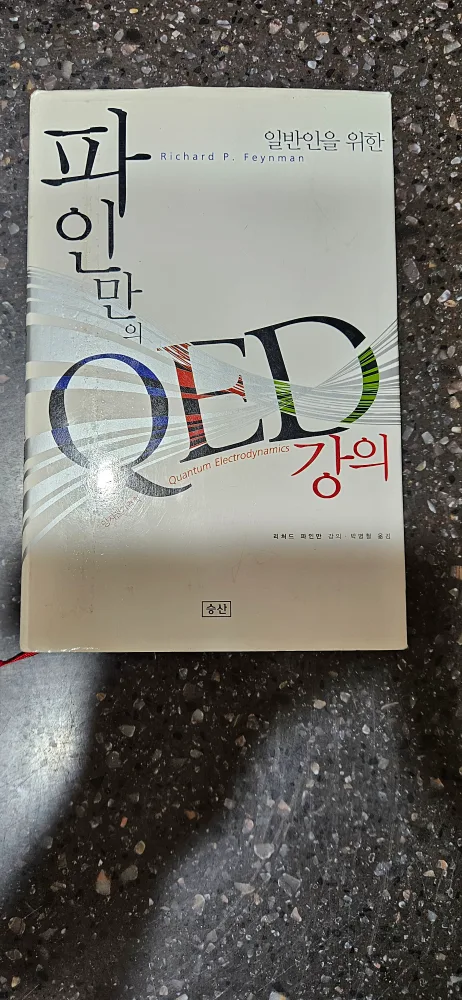 일반인을 위한
Richard P. Feynman
파인만의
QED
Quantum Electrodynamics
강의
리처드 파인만 강의 · 박병철 옮김
승산